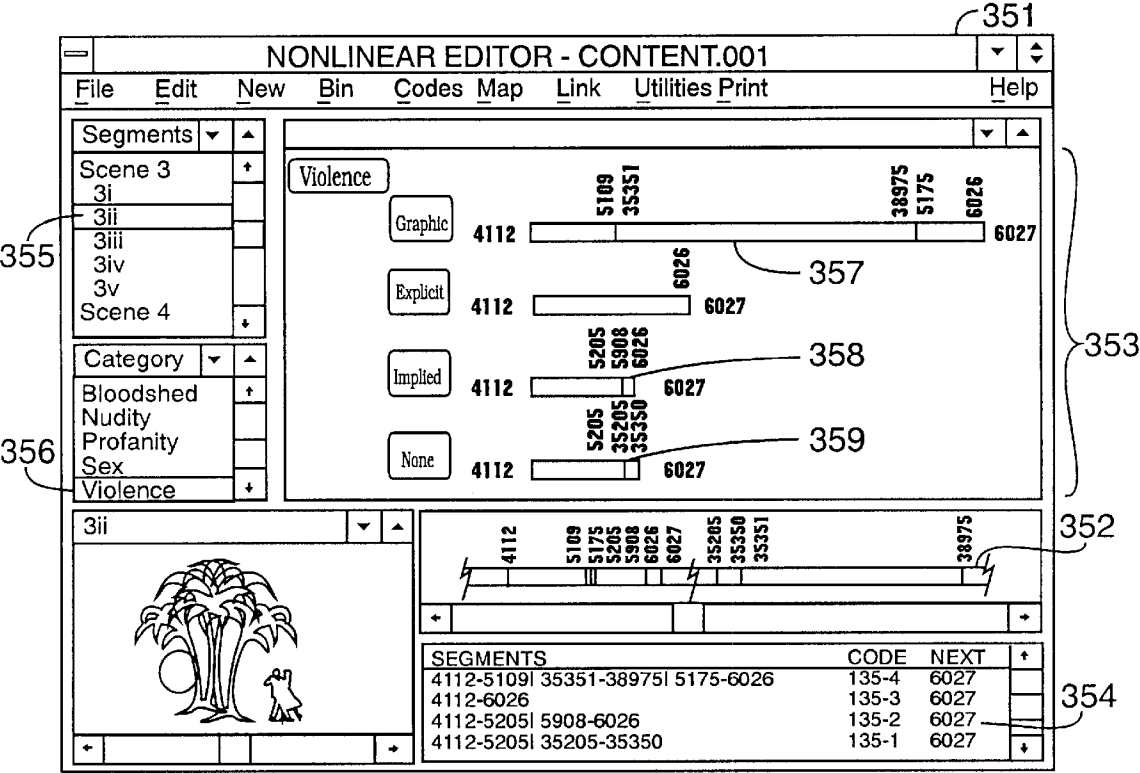 351
NONLINEAR EDITOR - CONTENT.001
File Edit New Bin Codes Map Link Utilities Print Help
Segments
Scene 3
3i
3ii
3iii
3iv
3v
Scene 4
355
Category
Bloodshed
Nudity
Profanity
Sex
Violence
356
Violence
Graphic
4112
5109
35351
38975
5175
6026
6027
357
Explicit
4112
6026
6027
Implied
4112
5205
5908
6026
6027
358
None
4112
5205
35205
35350
6027
359
353
3ii
4112
5109
5175
5205
5908
6026
6027
35205
35350
35351
38975
352
SEGMENTS CODE NEXT
4112-5109| 35351-38975| 5175-6026 135-4 6027
4112-6026 135-3 6027
4112-5205| 5908-6026 135-2 6027
4112-5205| 35205-35350 135-1 6027
354